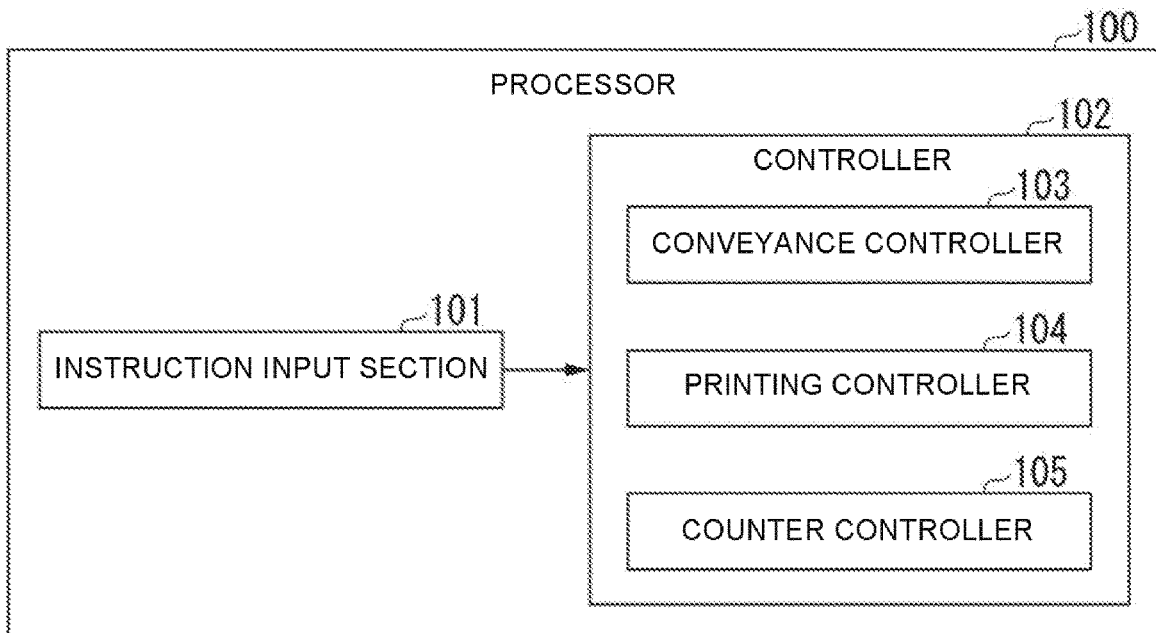 100
PROCESSOR
102
CONTROLLER
103
CONVEYANCE CONTROLLER
101
INSTRUCTION INPUT SECTION
104
PRINTING CONTROLLER
105
COUNTER CONTROLLER